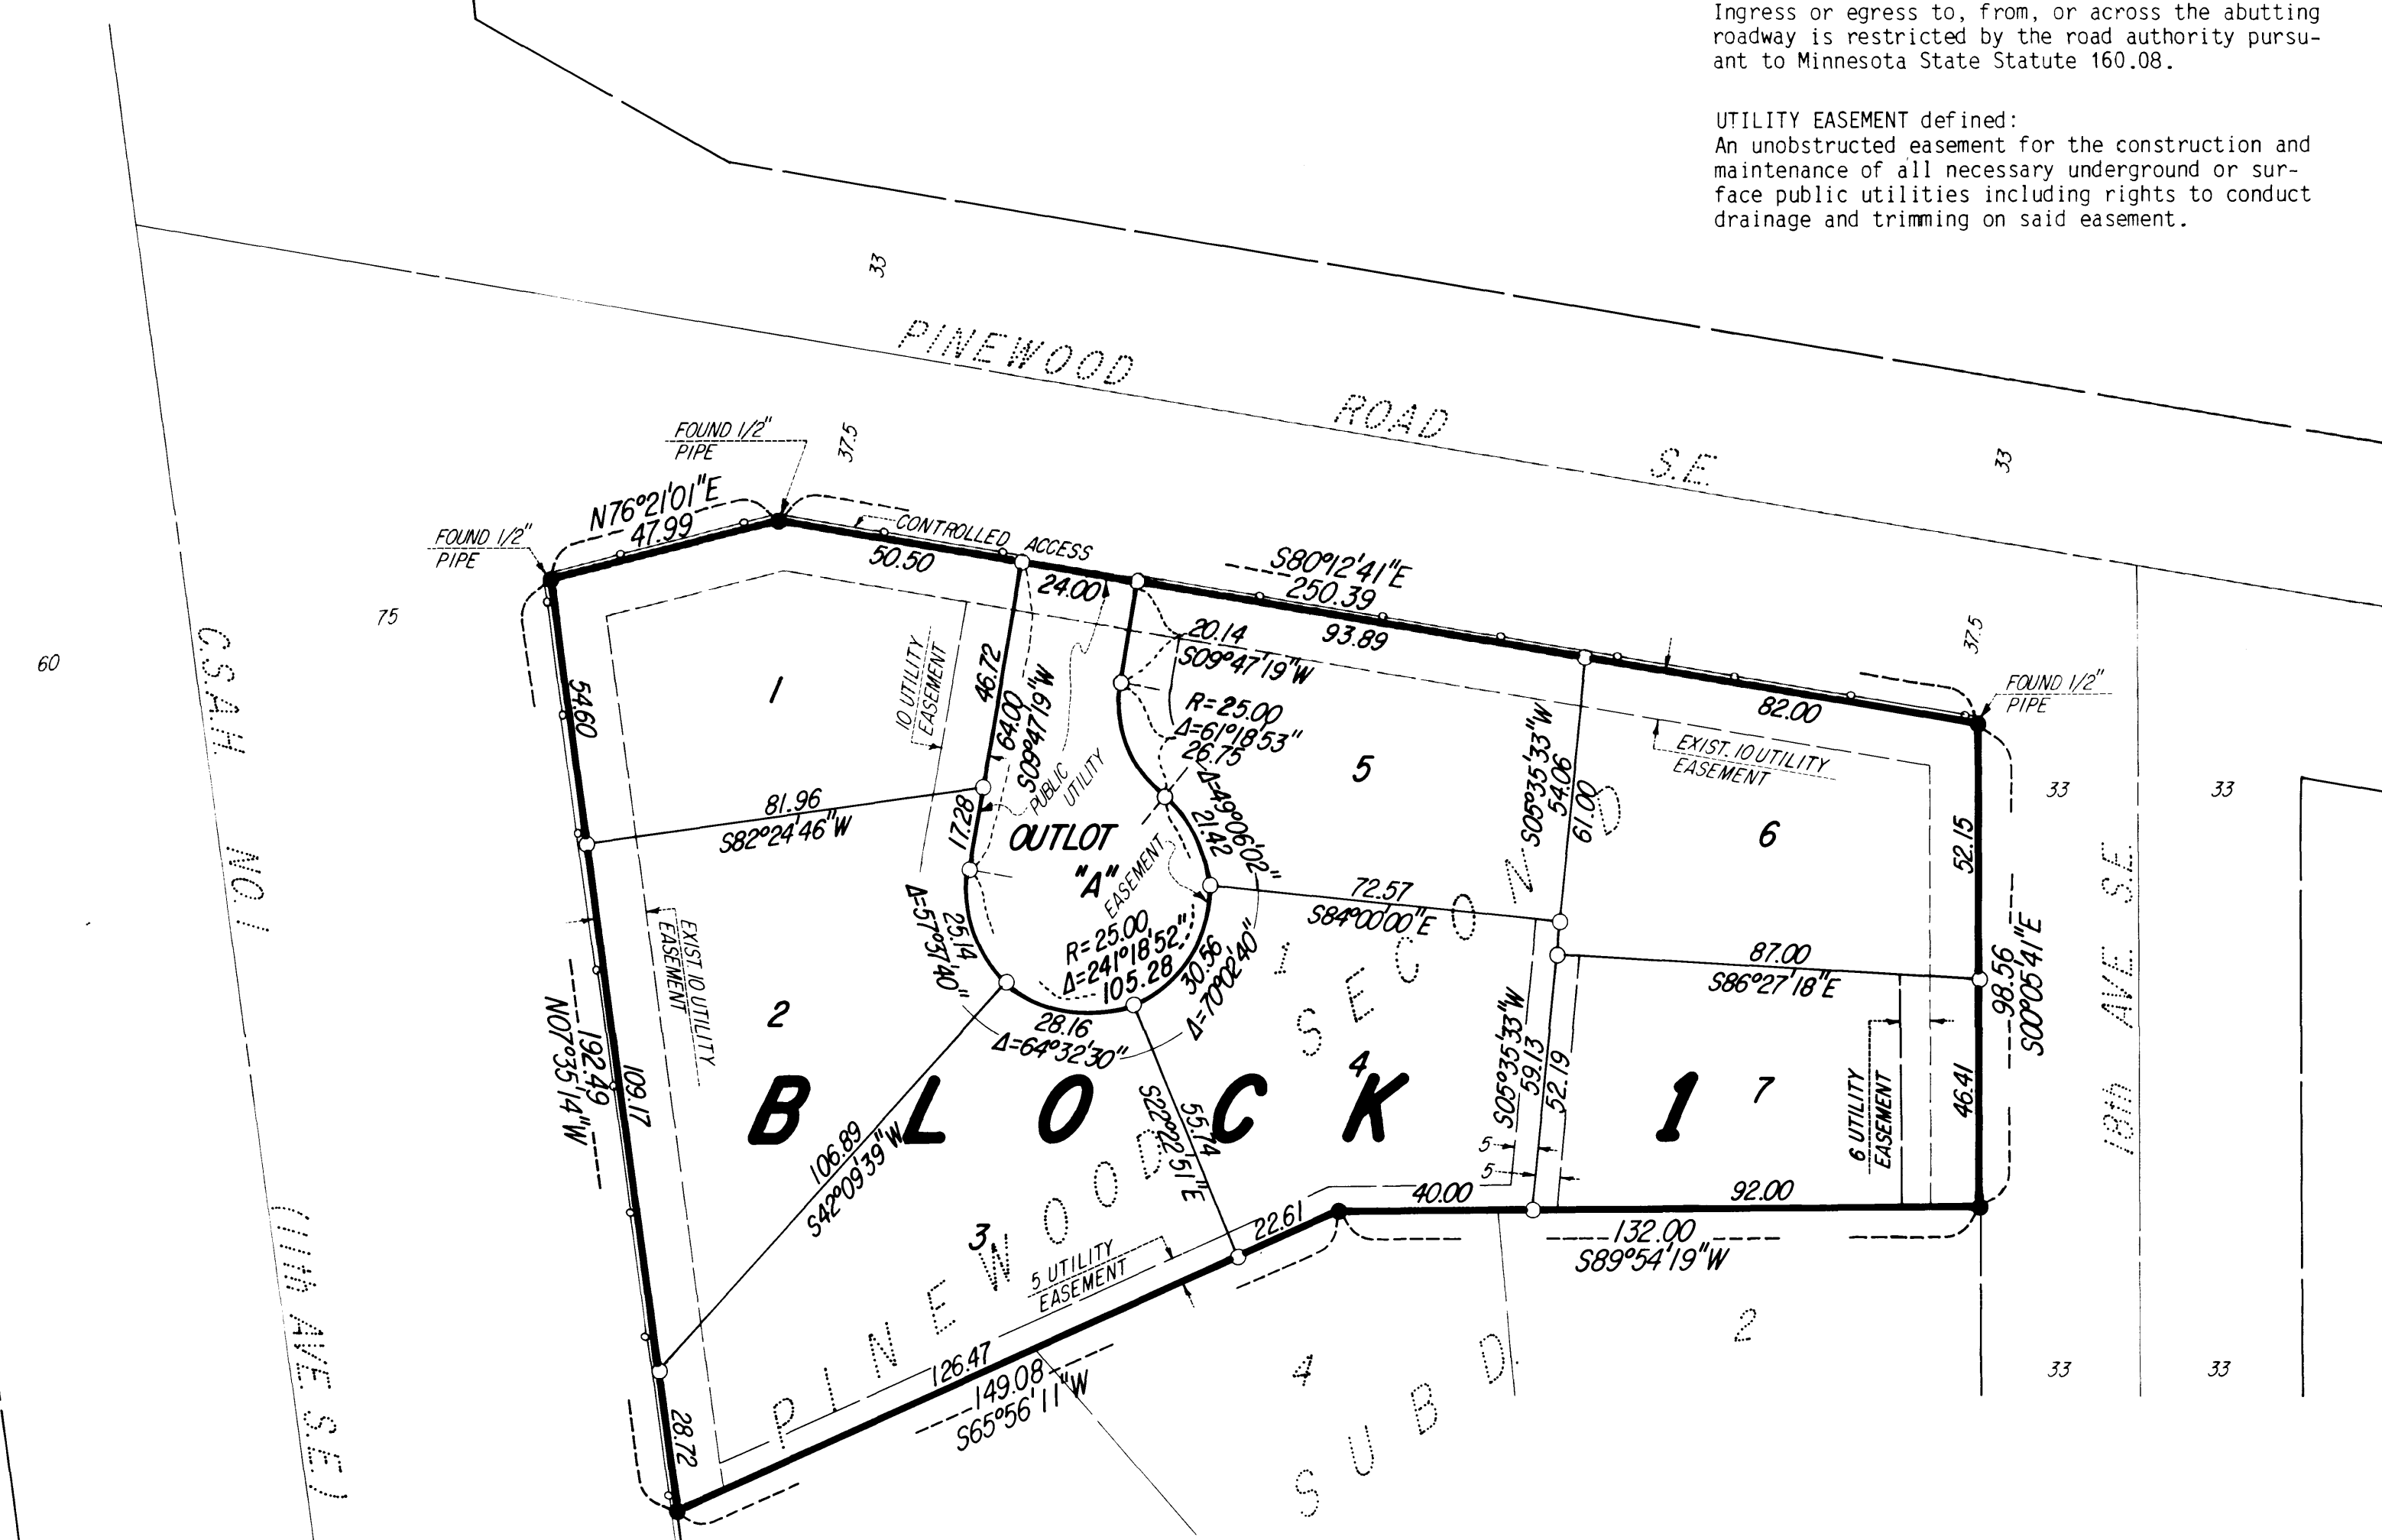 Ingress or egress to, from, or across the abutting
roadway is restricted by the road authority pursu-
ant to Minnesota State Statute 160.08.
UTILITY EASEMENT defined:
An unobstructed easement for the construction and
maintenance of all necessary underground or sur-
face public utilities including rights to conduct
drainage and trimming on said easement.
33
PINEWOOD
ROAD
S.E.
33
FOUND 1/2"
PIPE
37.5
N76°21'01"E
47.99
FOUND 1/2"
PIPE
CONTROLLED ACCESS
50.50
24.00
S80°12'41"E
250.39
93.89
82.00
37.5
FOUND 1/2"
PIPE
75
60
C.S.A.H. NO. 1
(11th AVE. S.E.)
54.60
1
10 UTILITY
EASEMENT
46.72
64.00
S09°47'19"W
PUBLIC
UTILITY
EASEMENT
20.14
S09°47'19"W
R=25.00
Δ=61°18'53"
26.75
5
S05°35'33"W
54.06
61.00
EXIST. 10 UTILITY
EASEMENT
6
52.15
33
33
81.96
S82°24'46"W
17.28
OUTLOT
"A"
Δ=49°06'02"
21.42
72.57
S84°00'00"E
87.00
S86°27'18"E
98.56
S00°05'41"E
18th AVE. S.E.
EXIST. 10 UTILITY
EASEMENT
Δ=57°37'40"
25.14
R=25.00
Δ=241°18'52"
105.28
30.56
Δ=70°02'40"
28.16
Δ=64°32'30"
2
192.49
N07°35'14"W
109.17
BLOCK 1
1
4
S05°35'33"W
59.13
52.19
7
6 UTILITY
EASEMENT
46.41
106.89
S42°09'39"W
55.74
S22°22'51"E
5
5
40.00
92.00
132.00
S89°54'19"W
22.61
3
5 UTILITY
EASEMENT
PINEWOOD
SECOND
SUBD.
28.72
126.47
149.08
S65°56'11"W
4
2
33
33